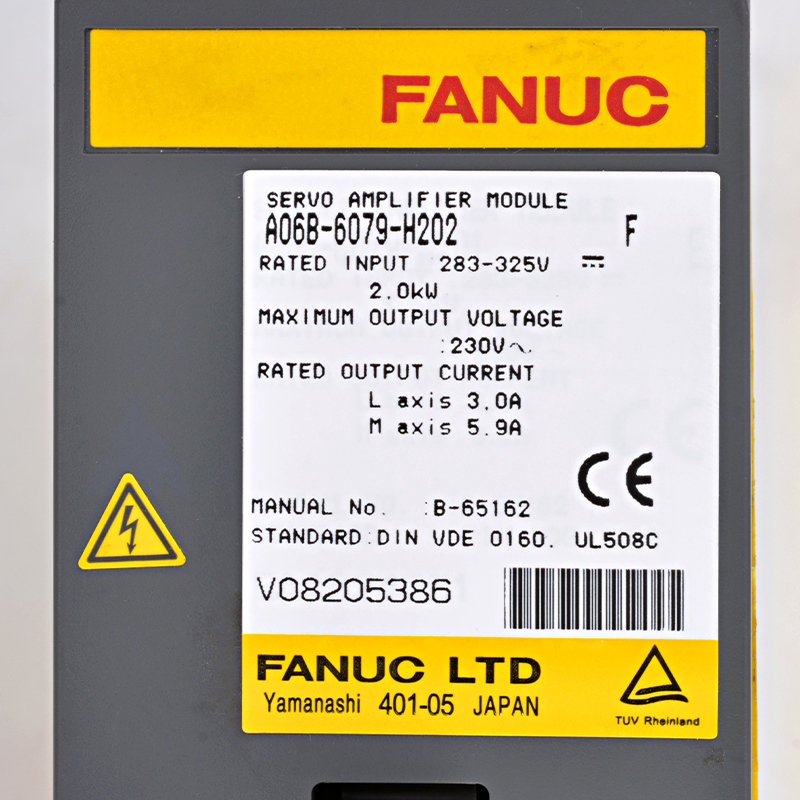 FANUC
SERVO AMPLIFIER MODULE
A06B-6079-H202 F
RATED INPUT 283-325V ⎓
2.0kW
MAXIMUM OUTPUT VOLTAGE
:230V∿.
RATED OUTPUT CURRENT
L axis 3.0A
M axis 5.9A
CE
MANUAL No. :B-65162
STANDARD:DIN VDE 0160. UL508C
V08205386
FANUC LTD
Yamanashi 401-05 JAPAN
TUV Rheinland